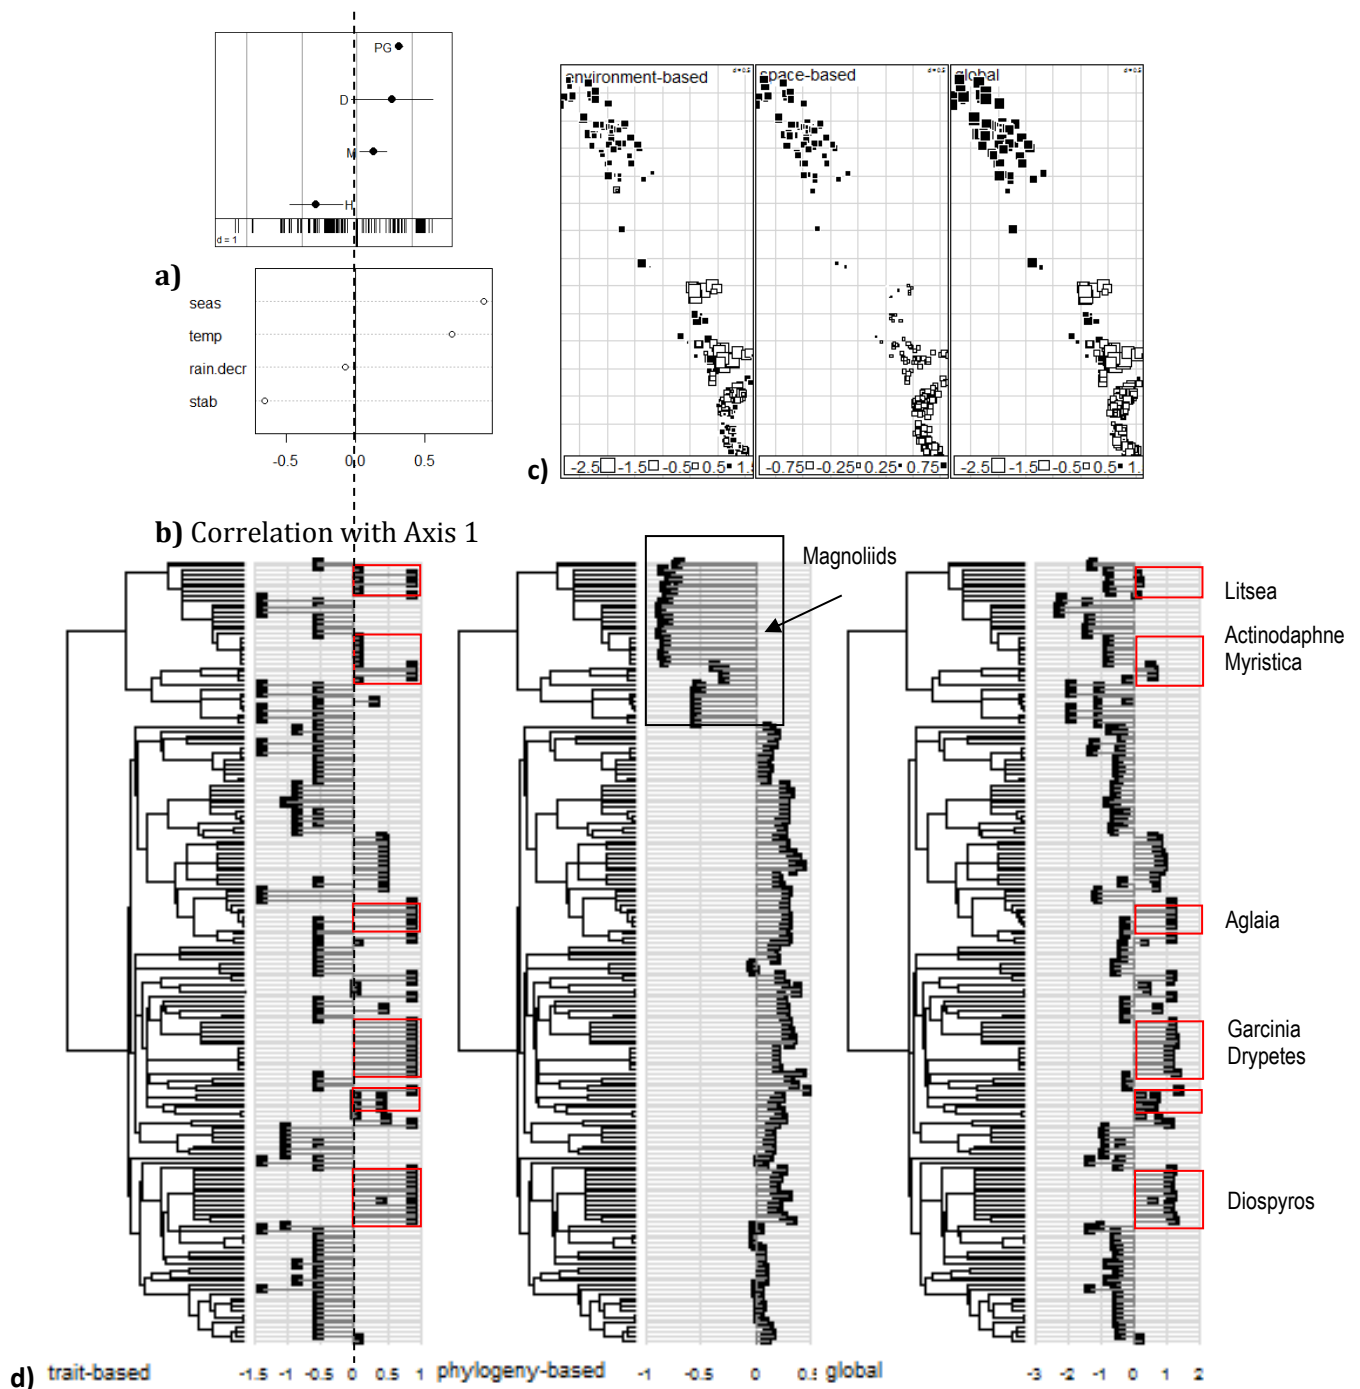 PG
D
M
H
d = 1
a)
seas
temp
rain.decr
stab
-0.5 0.0 0.5
b) Correlation with Axis 1
environment-based space-based global
-2.5 -1.5 -0.5 0.5 1.
-0.75 -0.25 0.25 0.75
-2.5 -1.5 -0.5 0.5 1.
c)
Magnoliids
Litsea
Actinodaphne
Myristica
Aglaia
Garcinia
Drypetes
Diospyros
d) trait-based -1.5 -1 -0.5 0 0.5 1
phylogeny-based -1 -0.5 0 0.
global -3 -2 -1 0 1 2